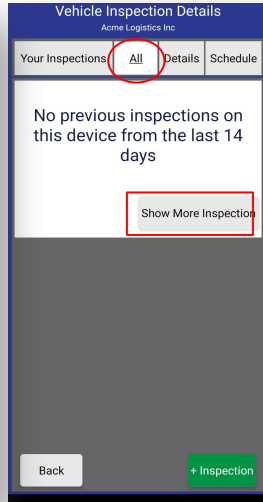 Vehicle Inspection Details
Acme Logistics Inc
Your Inspections All Details Schedule
No previous inspections on
this device from the last 14
days
Show More Inspection
Back + Inspection